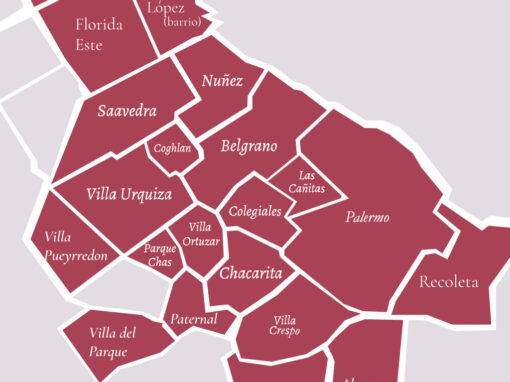 López
(barrio)
Florida
Este
Nuñez
Saavedra
Coghlan
Belgrano
Las
Cañitas
Villa Urquiza
Colegiales
Palermo
Villa
Ortuzar
Villa
Pucyrredon
Parque
Chas
Chacarita
Recoleta
Paternal
Villa
Crespo
Villa del
Parque